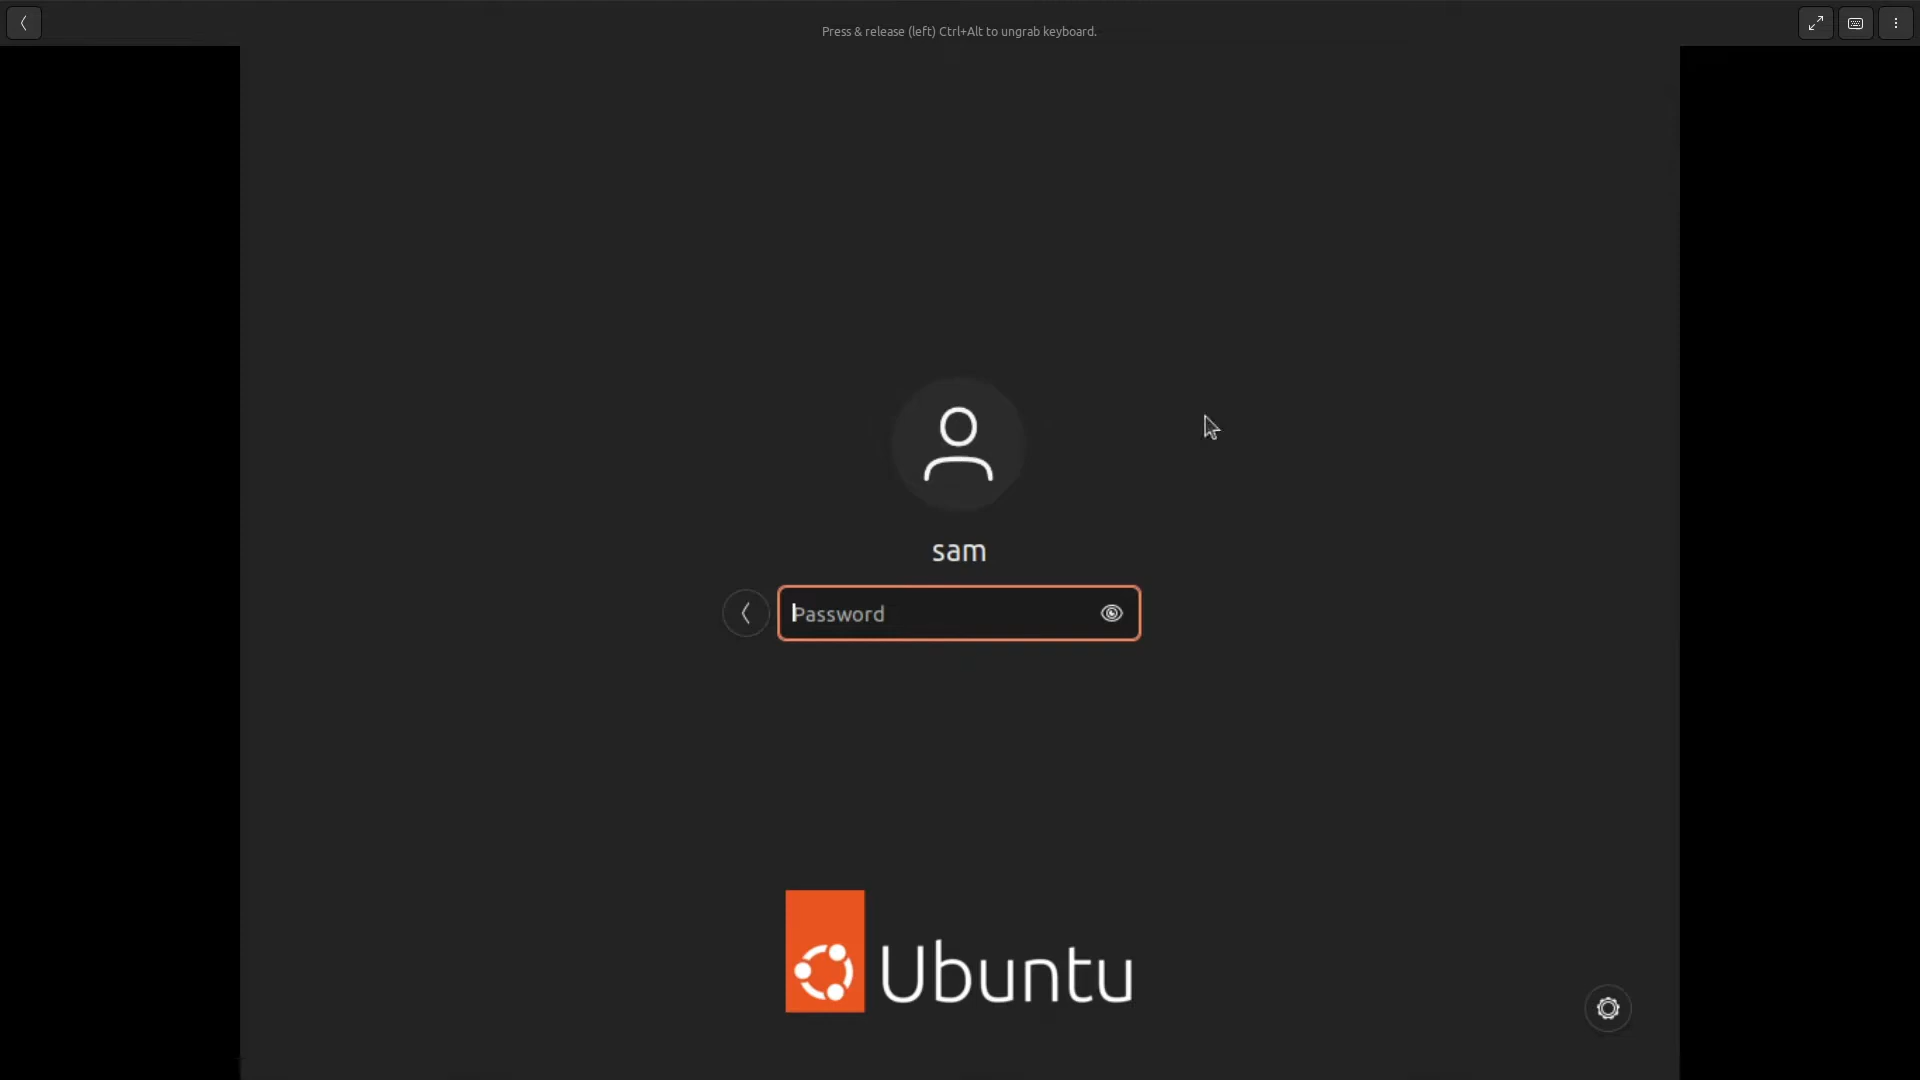 Press & release (left) Ctrl+Alt to ungrab keyboard.
sam
Password
Ubuntu